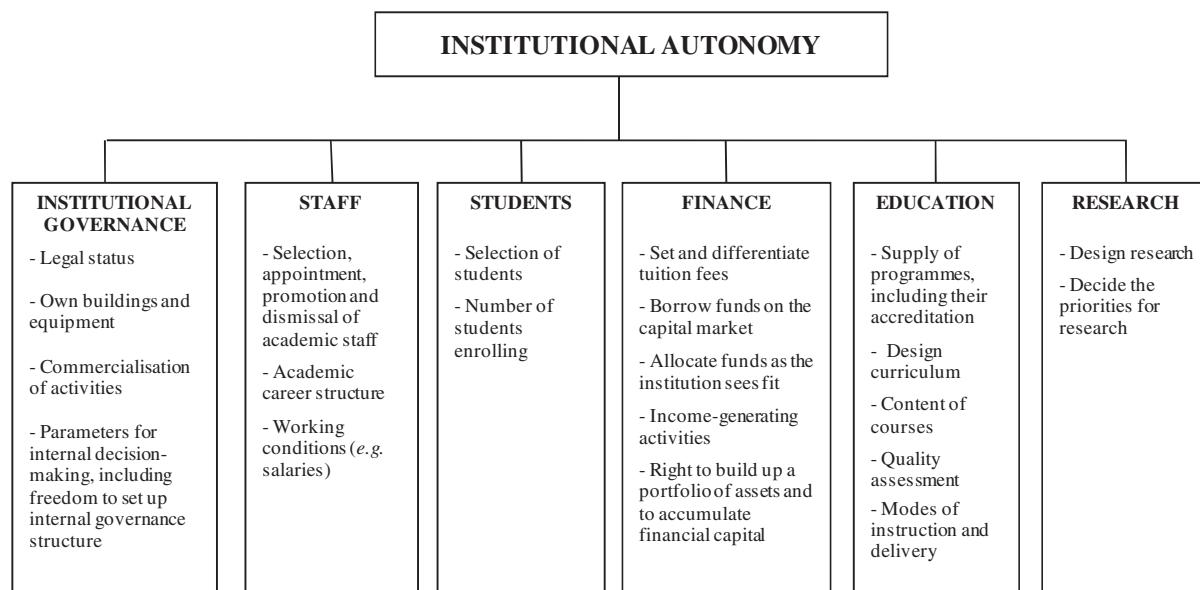 INSTITUTIONAL AUTONOMY
INSTITUTIONAL
GOVERNANCE
- Legal status
- Own buildings and
equipment
- Commercialisation
of activities
- Parameters for
internal decision-
making, including
freedom to set up
internal governance
structure
STAFF
- Selection,
appointment,
promotion and
dismissal of
academic staff
- Academic
career structure
- Working
conditions (e.g.
salaries)
STUDENTS
- Selection of
students
- Number of
students
enrolling
FINANCE
- Set and differentiate
tuition fees
- Borrow funds on the
capital market
- Allocate funds as the
institution sees fit
- Income-generating
activities
- Right to build up a
portfolio of assets and
to accumulate
financial capital
EDUCATION
- Supply of
programmes,
including their
accreditation
- Design
curriculum
- Content of
courses
- Quality
assessment
- Modes of
instruction and
delivery
RESEARCH
- Design research
- Decide the
priorities for
research